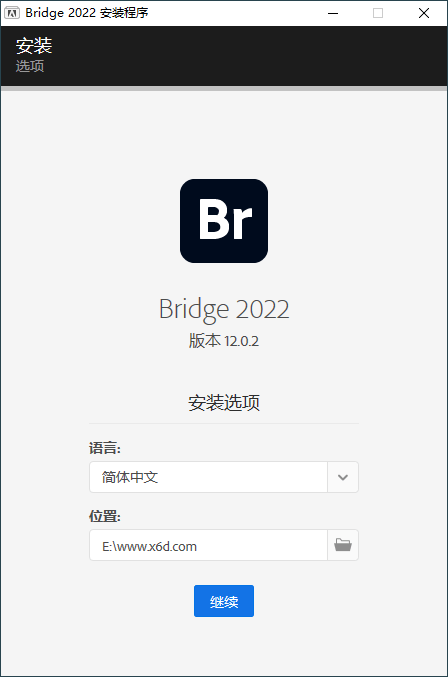 Bridge 2022 安装程序
安装
选项
Br
Bridge 2022
版本 12.0.2
安装选项
语言:
简体中文
位置:
E:\www.x6d.com
继续